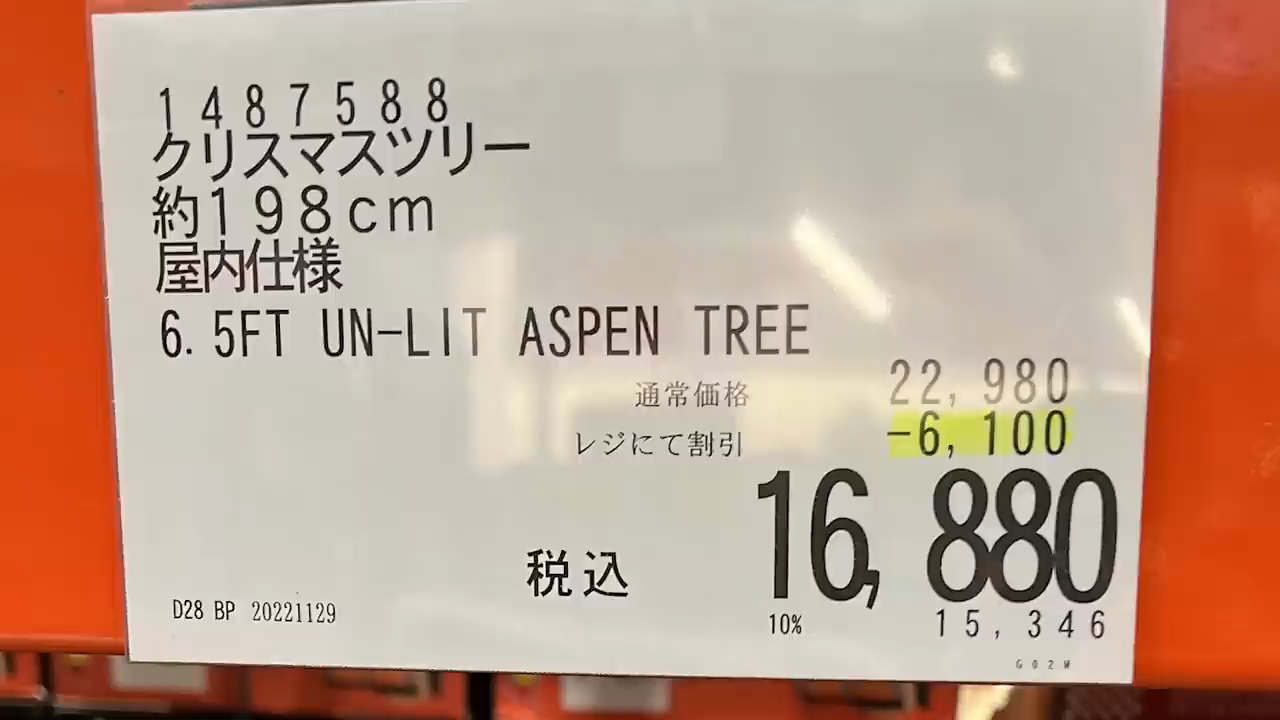 1487588
クリスマスツリー
約198cm
屋内仕様
6.5FT UN-LIT ASPEN TREE
通常価格 22,980
レジにて割引 -6,100
税込 16,880
D28 BP 20221129 10% 15,346
G02W